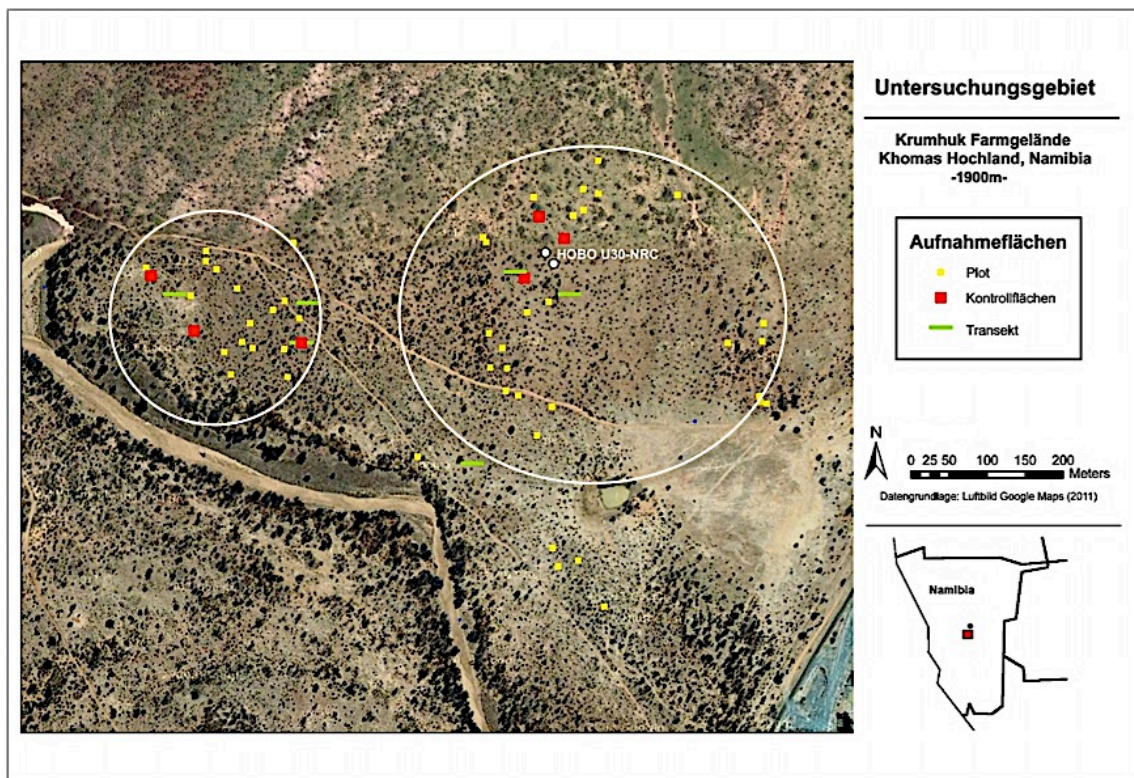 Untersuchungsgebiet
Krumhuk Farmgelände
Khomas Hochland, Namibia
-1900m-
Aufnahmeflächen
Plot
Kontrollflächen
Transekt
HOBO U30-NRC
N
0 25 50 100 150 200
Meters
Datengrundlage: Luftbild Google Maps (2011)
Namibia